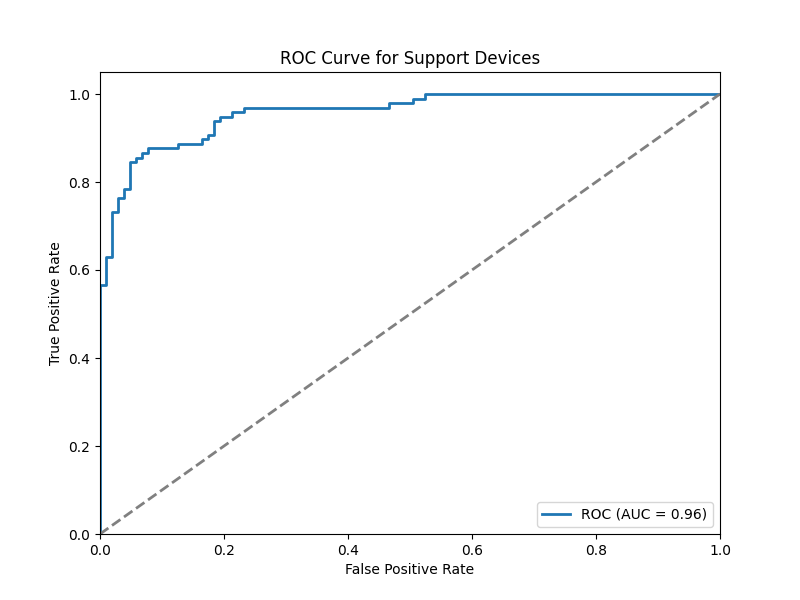 ROC Curve for Support Devices
1.0
0.8
0.6
0.4
0.2
0.0
True Positive Rate
ROC (AUC = 0.96)
0.0 0.2 0.4 0.6 0.8 1.0
False Positive Rate